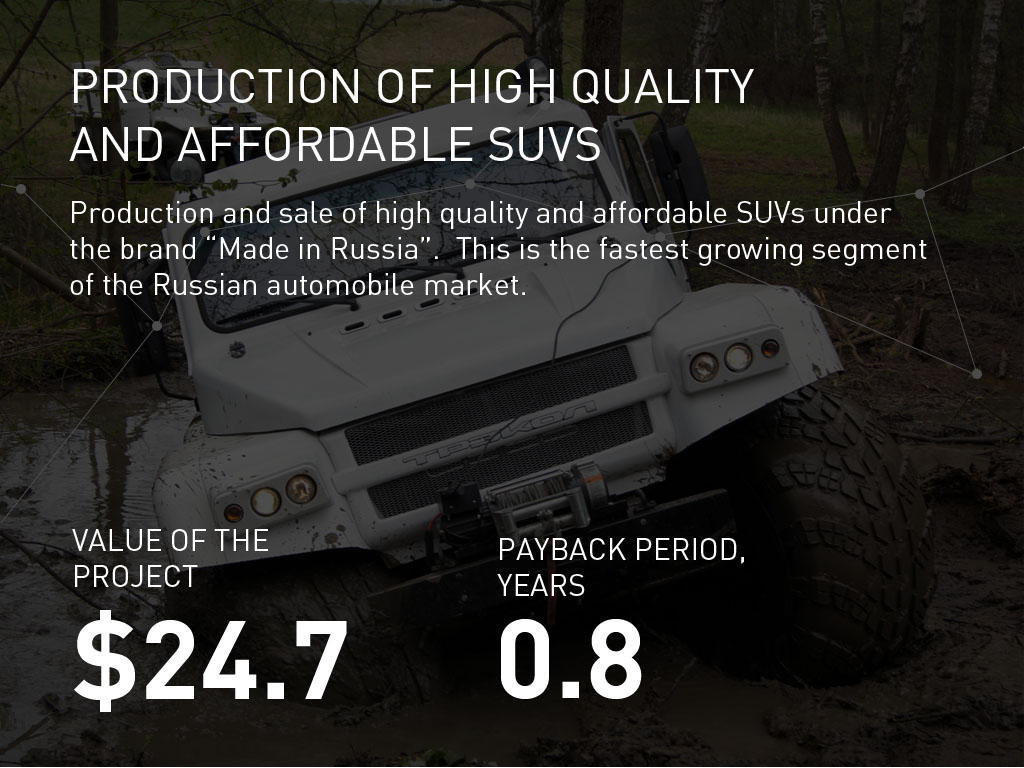 PRODUCTION OF HIGH QUALITY
AND AFFORDABLE SUVS
Production and sale of high quality and affordable SUVs under
the brand “Made in Russia”. This is the fastest growing segment
of the Russian automobile market.
ТРЭКОЛ
VALUE OF THE
PROJECT
$24.7
PAYBACK PERIOD,
YEARS
0.8